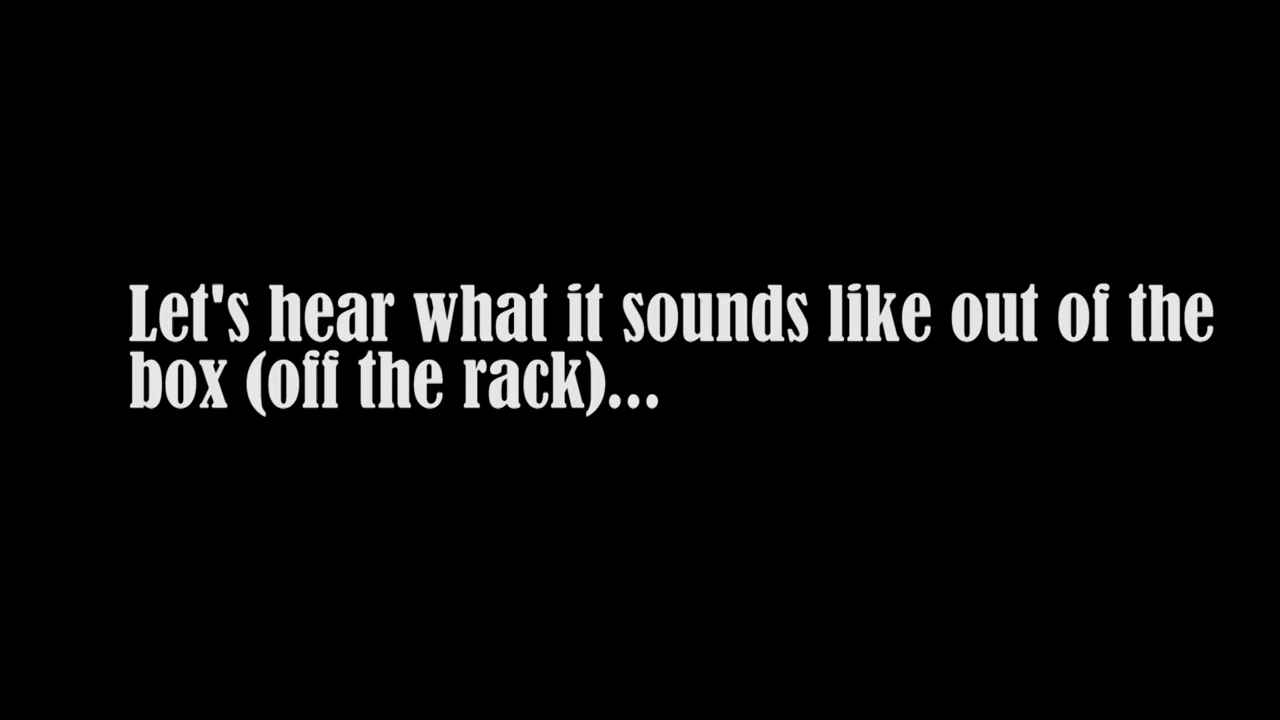 Let's hear what it sounds like out of the
box (off the rack)...